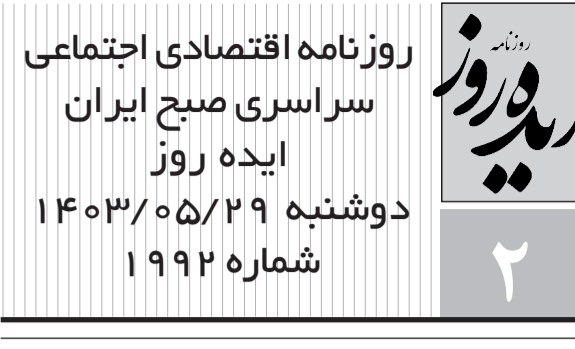 روزنامه اقتصادی اجتماعی
سراسری صبح ایران
ایده روز
دوشنبه ۱۴۰۳/۰۵/۲۹
شماره ۱۹۹۲
روزنامه
ایده روز
۲